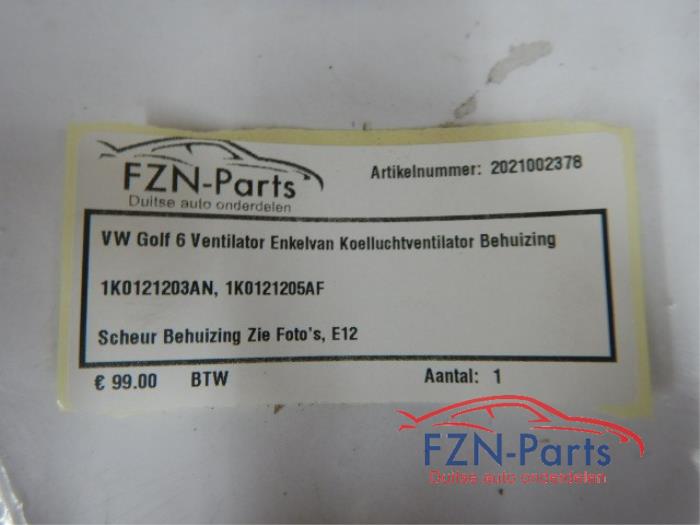 FZN-Parts
Duitse auto onderdelen
Artikelnummer: 2021002378
VW Golf 6 Ventilator Enkelvan Koelluchtventilator Behuizing
1K0121203AN, 1K0121205AF
Scheur Behuizing Zie Foto's, E12
€ 99.00 BTW Aantal: 1
FZN-Parts
Duitse auto onderdelen